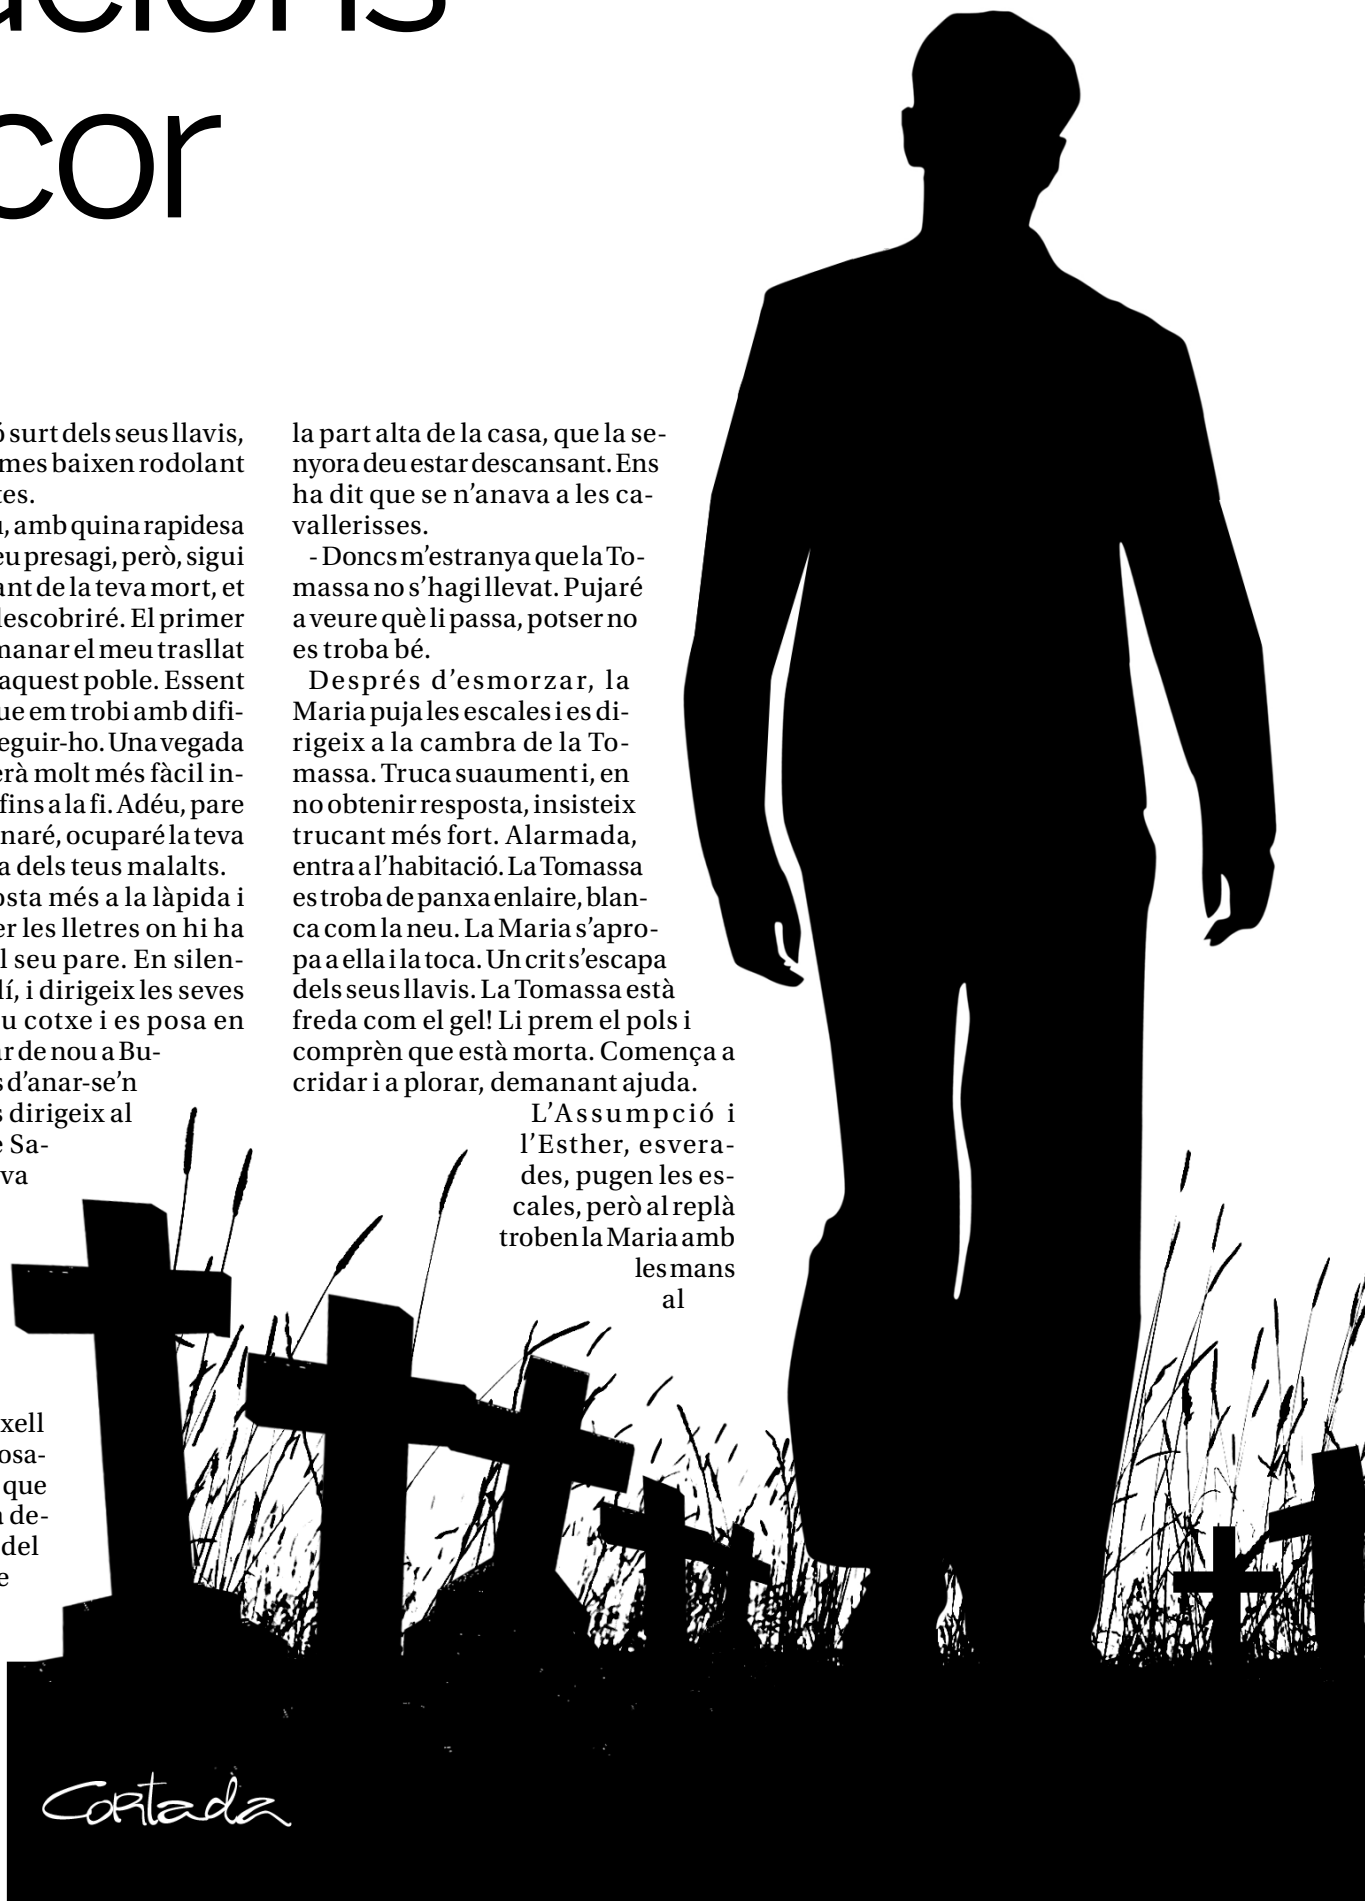 cions
cor
surt dels seus llavis,
mes baixen rodolant
tes.
amb quina rapidesa
eu presagi, però, sigui
ant de la teva mort, et
descobriré. El primer
manar el meu trasllat
aquest poble. Essent
ue em trobi amb difi-
eguir-ho. Una vegada
erà molt més fàcil in-
fins a la fi. Adéu, pare
naré, ocuparé la teva
a dels teus malalts.
osta més a la làpida i
er les lletres on hi ha
l seu pare. En silen-
lí, i dirigeix les seves
u cotxe i es posa en
ar de nou a Bu-
s d'anar-se'n
s dirigeix al
e Sa-
va
xell
osa-
que
a de-
del
e
la part alta de la casa, que la se-
nyora deu estar descansant. Ens
ha dit que se n'anava a les ca-
vallerisses.
- Doncs m'estranya que la To-
massa no s'hagi llevat. Pujaré
a veure què li passa, potser no
es troba bé.
Després d'esmorzar, la
Maria puja les escales i es di-
rigeix a la cambra de la To-
massa. Truca suaument i, en
no obtenir resposta, insisteix
trucant més fort. Alarmada,
entra a l'habitació. La Tomassa
es troba de panxa enlaire, blan-
ca com la neu. La Maria s'apro-
pa a ella i la toca. Un crit s'escapa
dels seus llavis. La Tomassa està
freda com el gel! Li prem el pols i
comprèn que està morta. Comença a
cridar i a plorar, demanant ajuda.
L'Assumpció i
l'Esther, esvera-
des, pugen les es-
cales, però al replà
troben la Maria amb
les mans
al
Cortada